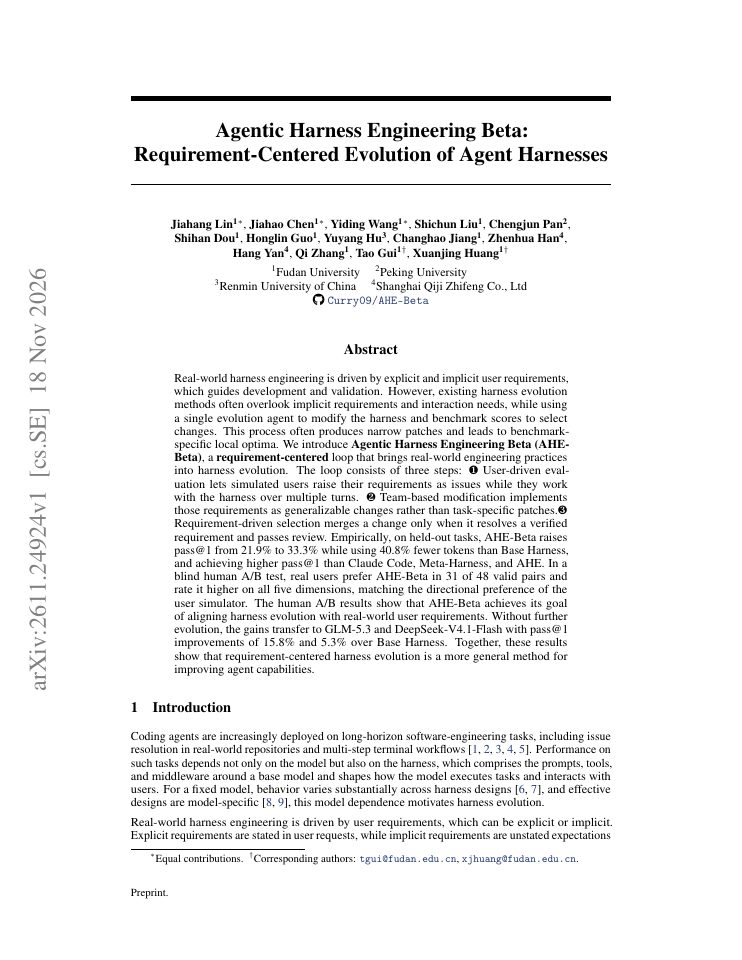 Agentic Harness Engineering Beta:
Requirement-Centered Evolution of Agent Harnesses
Jiahang Lin¹*, Jiahao Chen¹*, Yiding Wang¹*, Shichun Liu¹, Chengjun Pan²,
Shihan Dou¹, Honglin Guo¹, Yuyang Hu³, Changhao Jiang¹, Zhenhua Han⁴,
Hang Yan⁴, Qi Zhang¹, Tao Gui¹†, Xuanjing Huang¹†
¹Fudan University ²Peking University
³Renmin University of China ⁴Shanghai Qiji Zhifeng Co., Ltd
Curry09/AHE-Beta
Abstract
Real-world harness engineering is driven by explicit and implicit user requirements,
which guides development and validation. However, existing harness evolution
methods often overlook implicit requirements and interaction needs, while using
a single evolution agent to modify the harness and benchmark scores to select
changes. This process often produces narrow patches and leads to benchmark-
specific local optima. We introduce Agentic Harness Engineering Beta (AHE-
Beta), a requirement-centered loop that brings real-world engineering practices
into harness evolution. The loop consists of three steps: ❶ User-driven eval-
uation lets simulated users raise their requirements as issues while they work
with the harness over multiple turns. ❷ Team-based modification implements
those requirements as generalizable changes rather than task-specific patches.❸
Requirement-driven selection merges a change only when it resolves a verified
requirement and passes review. Empirically, on held-out tasks, AHE-Beta raises
pass@1 from 21.9% to 33.3% while using 40.8% fewer tokens than Base Harness,
and achieving higher pass@1 than Claude Code, Meta-Harness, and AHE. In a
blind human A/B test, real users prefer AHE-Beta in 31 of 48 valid pairs and
rate it higher on all five dimensions, matching the directional preference of the
user simulator. The human A/B results show that AHE-Beta achieves its goal
of aligning harness evolution with real-world user requirements. Without further
evolution, the gains transfer to GLM-5.3 and DeepSeek-V4.1-Flash with pass@1
improvements of 15.8% and 5.3% over Base Harness. Together, these results
show that requirement-centered harness evolution is a more general method for
improving agent capabilities.
1 Introduction
Coding agents are increasingly deployed on long-horizon software-engineering tasks, including issue
resolution in real-world repositories and multi-step terminal workflows [1, 2, 3, 4, 5]. Performance on
such tasks depends not only on the model but also on the harness, which comprises the prompts, tools,
and middleware around a base model and shapes how the model executes tasks and interacts with
users. For a fixed model, behavior varies substantially across harness designs [6, 7], and effective
designs are model-specific [8, 9], this model dependence motivates harness evolution.
Real-world harness engineering is driven by user requirements, which can be explicit or implicit.
Explicit requirements are stated in user requests, while implicit requirements are unstated expectations
*Equal contributions. †Corresponding authors: tgui@fudan.edu.cn, xjhuang@fudan.edu.cn.
Preprint.
arXiv:2611.24924v1 [cs.SE] 18 Nov 2026